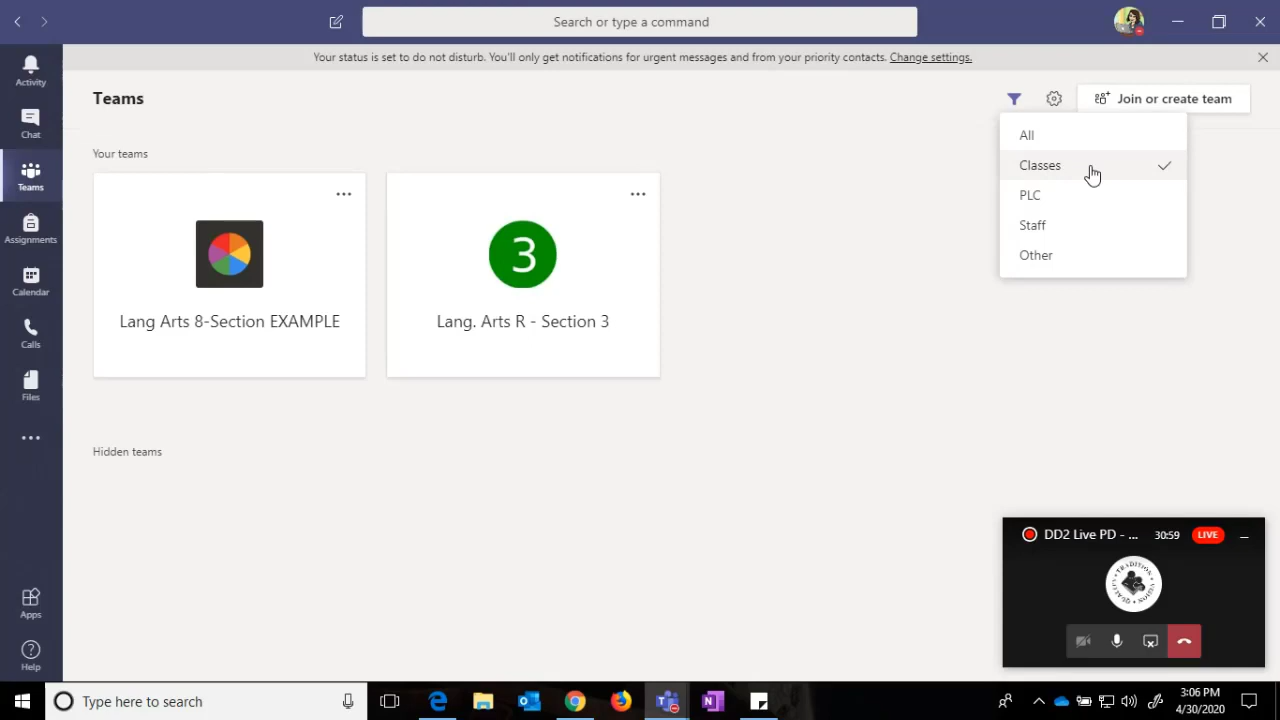 Search or type a command
Your status is set to do not disturb. You'll only get notifications for urgent messages and from your priority contacts. Change settings.
Activity
Chat
Teams
Assignments
Calendar
Calls
Files
Apps
Help
Teams
Join or create team
All
Classes
PLC
Staff
Other
Your teams
Lang Arts 8-Section EXAMPLE
3
Lang. Arts R - Section 3
Hidden teams
DD2 Live PD - ... 30:59 LIVE
TRADITION VISION QUALITY
Type here to search
3:06 PM
4/30/2020